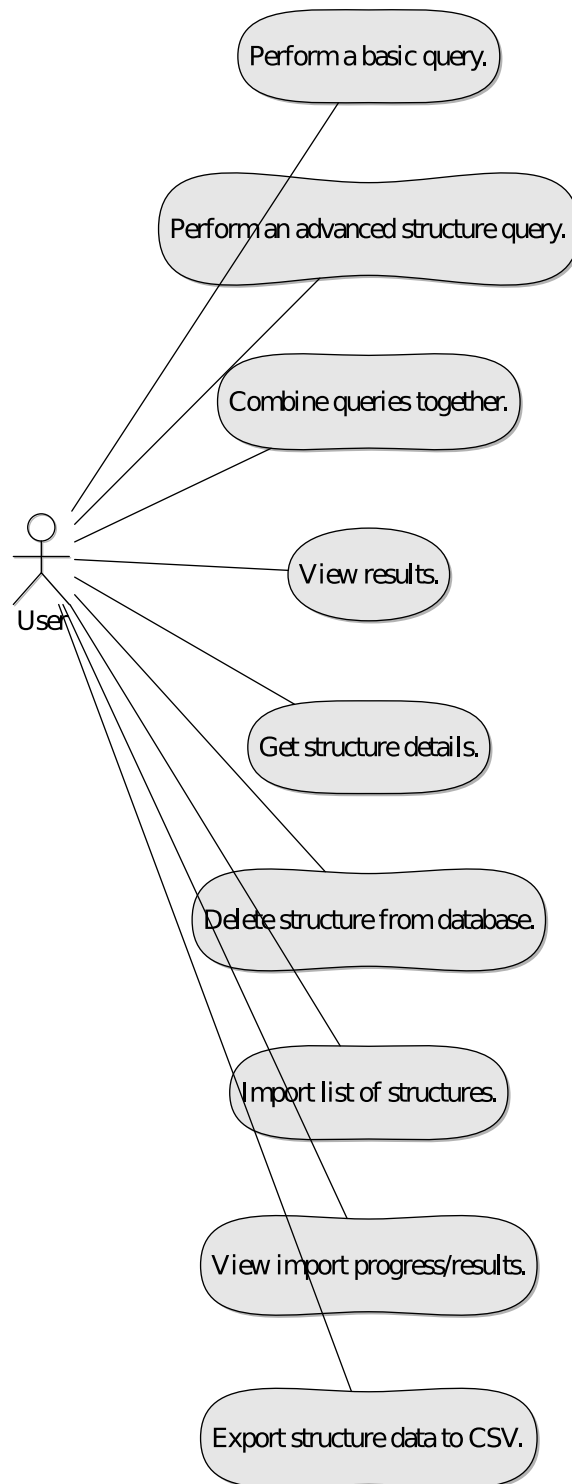 Perform a basic query.
Perform an advanced structure query.
Combine queries together.
View results.
User
Get structure details.
Delete structure from database.
Import list of structures.
View import progress/results.
Export structure data to CSV.